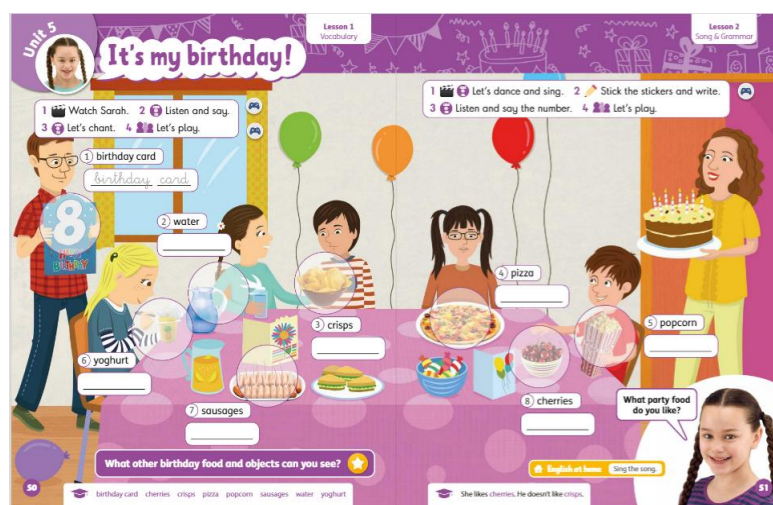 Unit 5
It's my birthday!
Lesson 1
Vocabulary
1 Watch Sarah. 2 Listen and say.
3 Let's chant. 4 Let's play.
1 birthday card
birthday card
8
HAPPY
BIRTHDAY
2 water
3 crisps
6 yoghurt
7 sausages
What other birthday food and objects can you see?
50
birthday card cherries crisps pizza popcorn sausages water yoghurt
Lesson 2
Song & Grammar
1 Let's dance and sing. 2 Stick the stickers and write.
3 Listen and say the number. 4 Let's play.
4 pizza
5 popcorn
8 cherries
What party food
do you like?
English at home Sing the song.
She likes cherries. He doesn't like crisps.
51